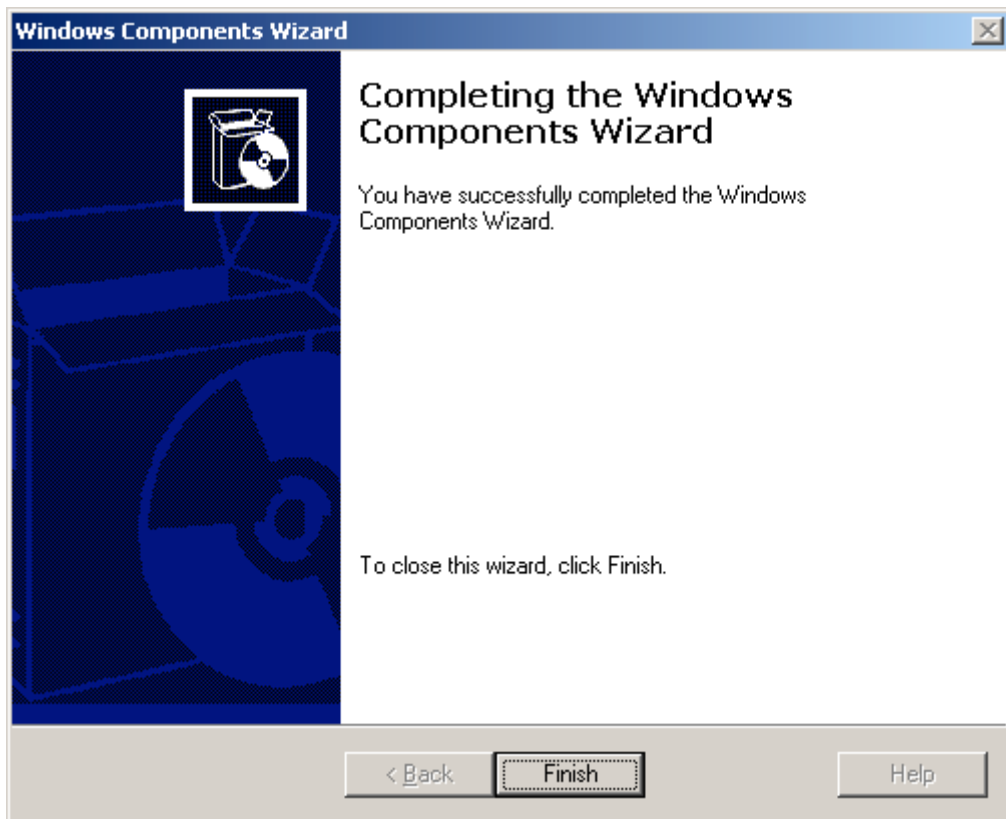 Windows Components Wizard
Completing the Windows
Components Wizard
You have successfully completed the Windows
Components Wizard.
To close this wizard, click Finish.
< Back
Finish
Help